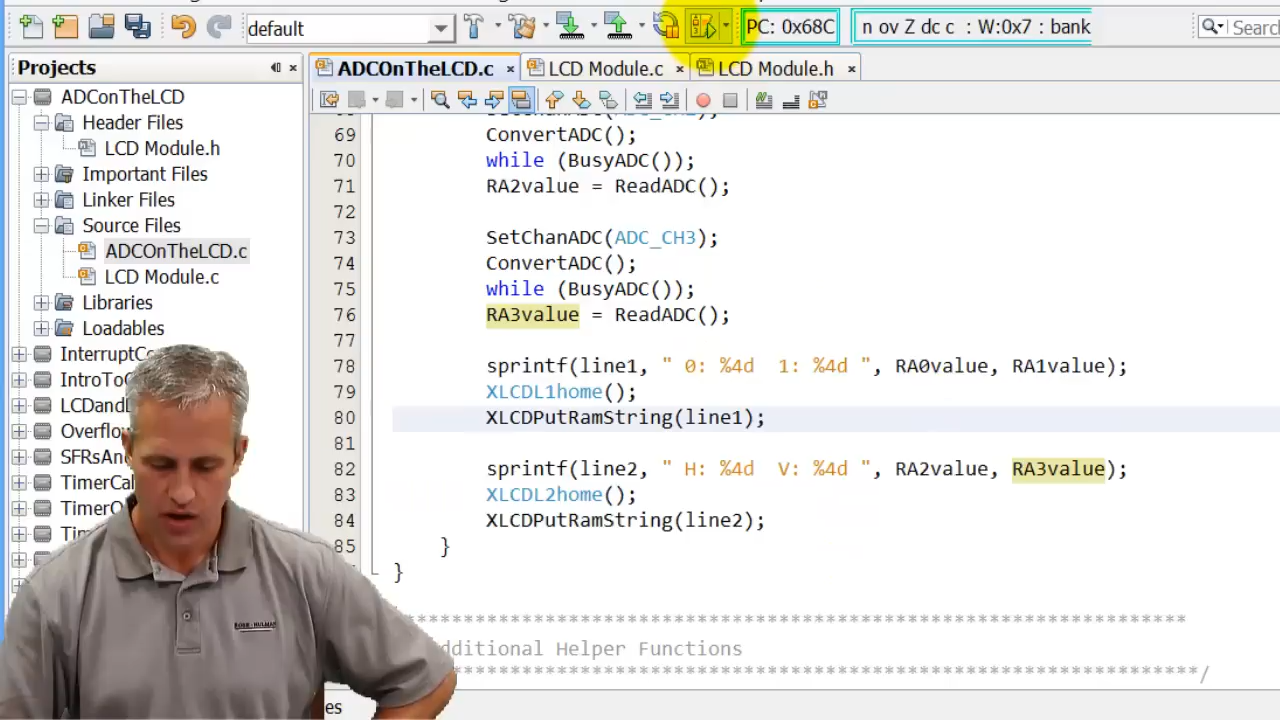 default
PC: 0x68C
n ov Z dc c : W:0x7 : bank
Search
Projects
ADCOnTheLCD.c
LCD Module.c
LCD Module.h
ADConTheLCD
Header Files
LCD Module.h
Important Files
Linker Files
Source Files
ADCOnTheLCD.c
LCD Module.c
Libraries
Loadables
69 ConvertADC();
70 while (BusyADC());
71 RA2value = ReadADC();
72
73 SetChanADC(ADC_CH3);
74 ConvertADC();
75 while (BusyADC());
76 RA3value = ReadADC();
77
78 sprintf(line1, " 0: %4d  1: %4d ", RA0value, RA1value);
79 XLCDL1home();
80 XLCDPutRamString(line1);
81
82 sprintf(line2, " H: %4d  V: %4d ", RA2value, RA3value);
83 XLCDL2home();
84 XLCDPutRamString(line2);
85 }
}
Helper Functions